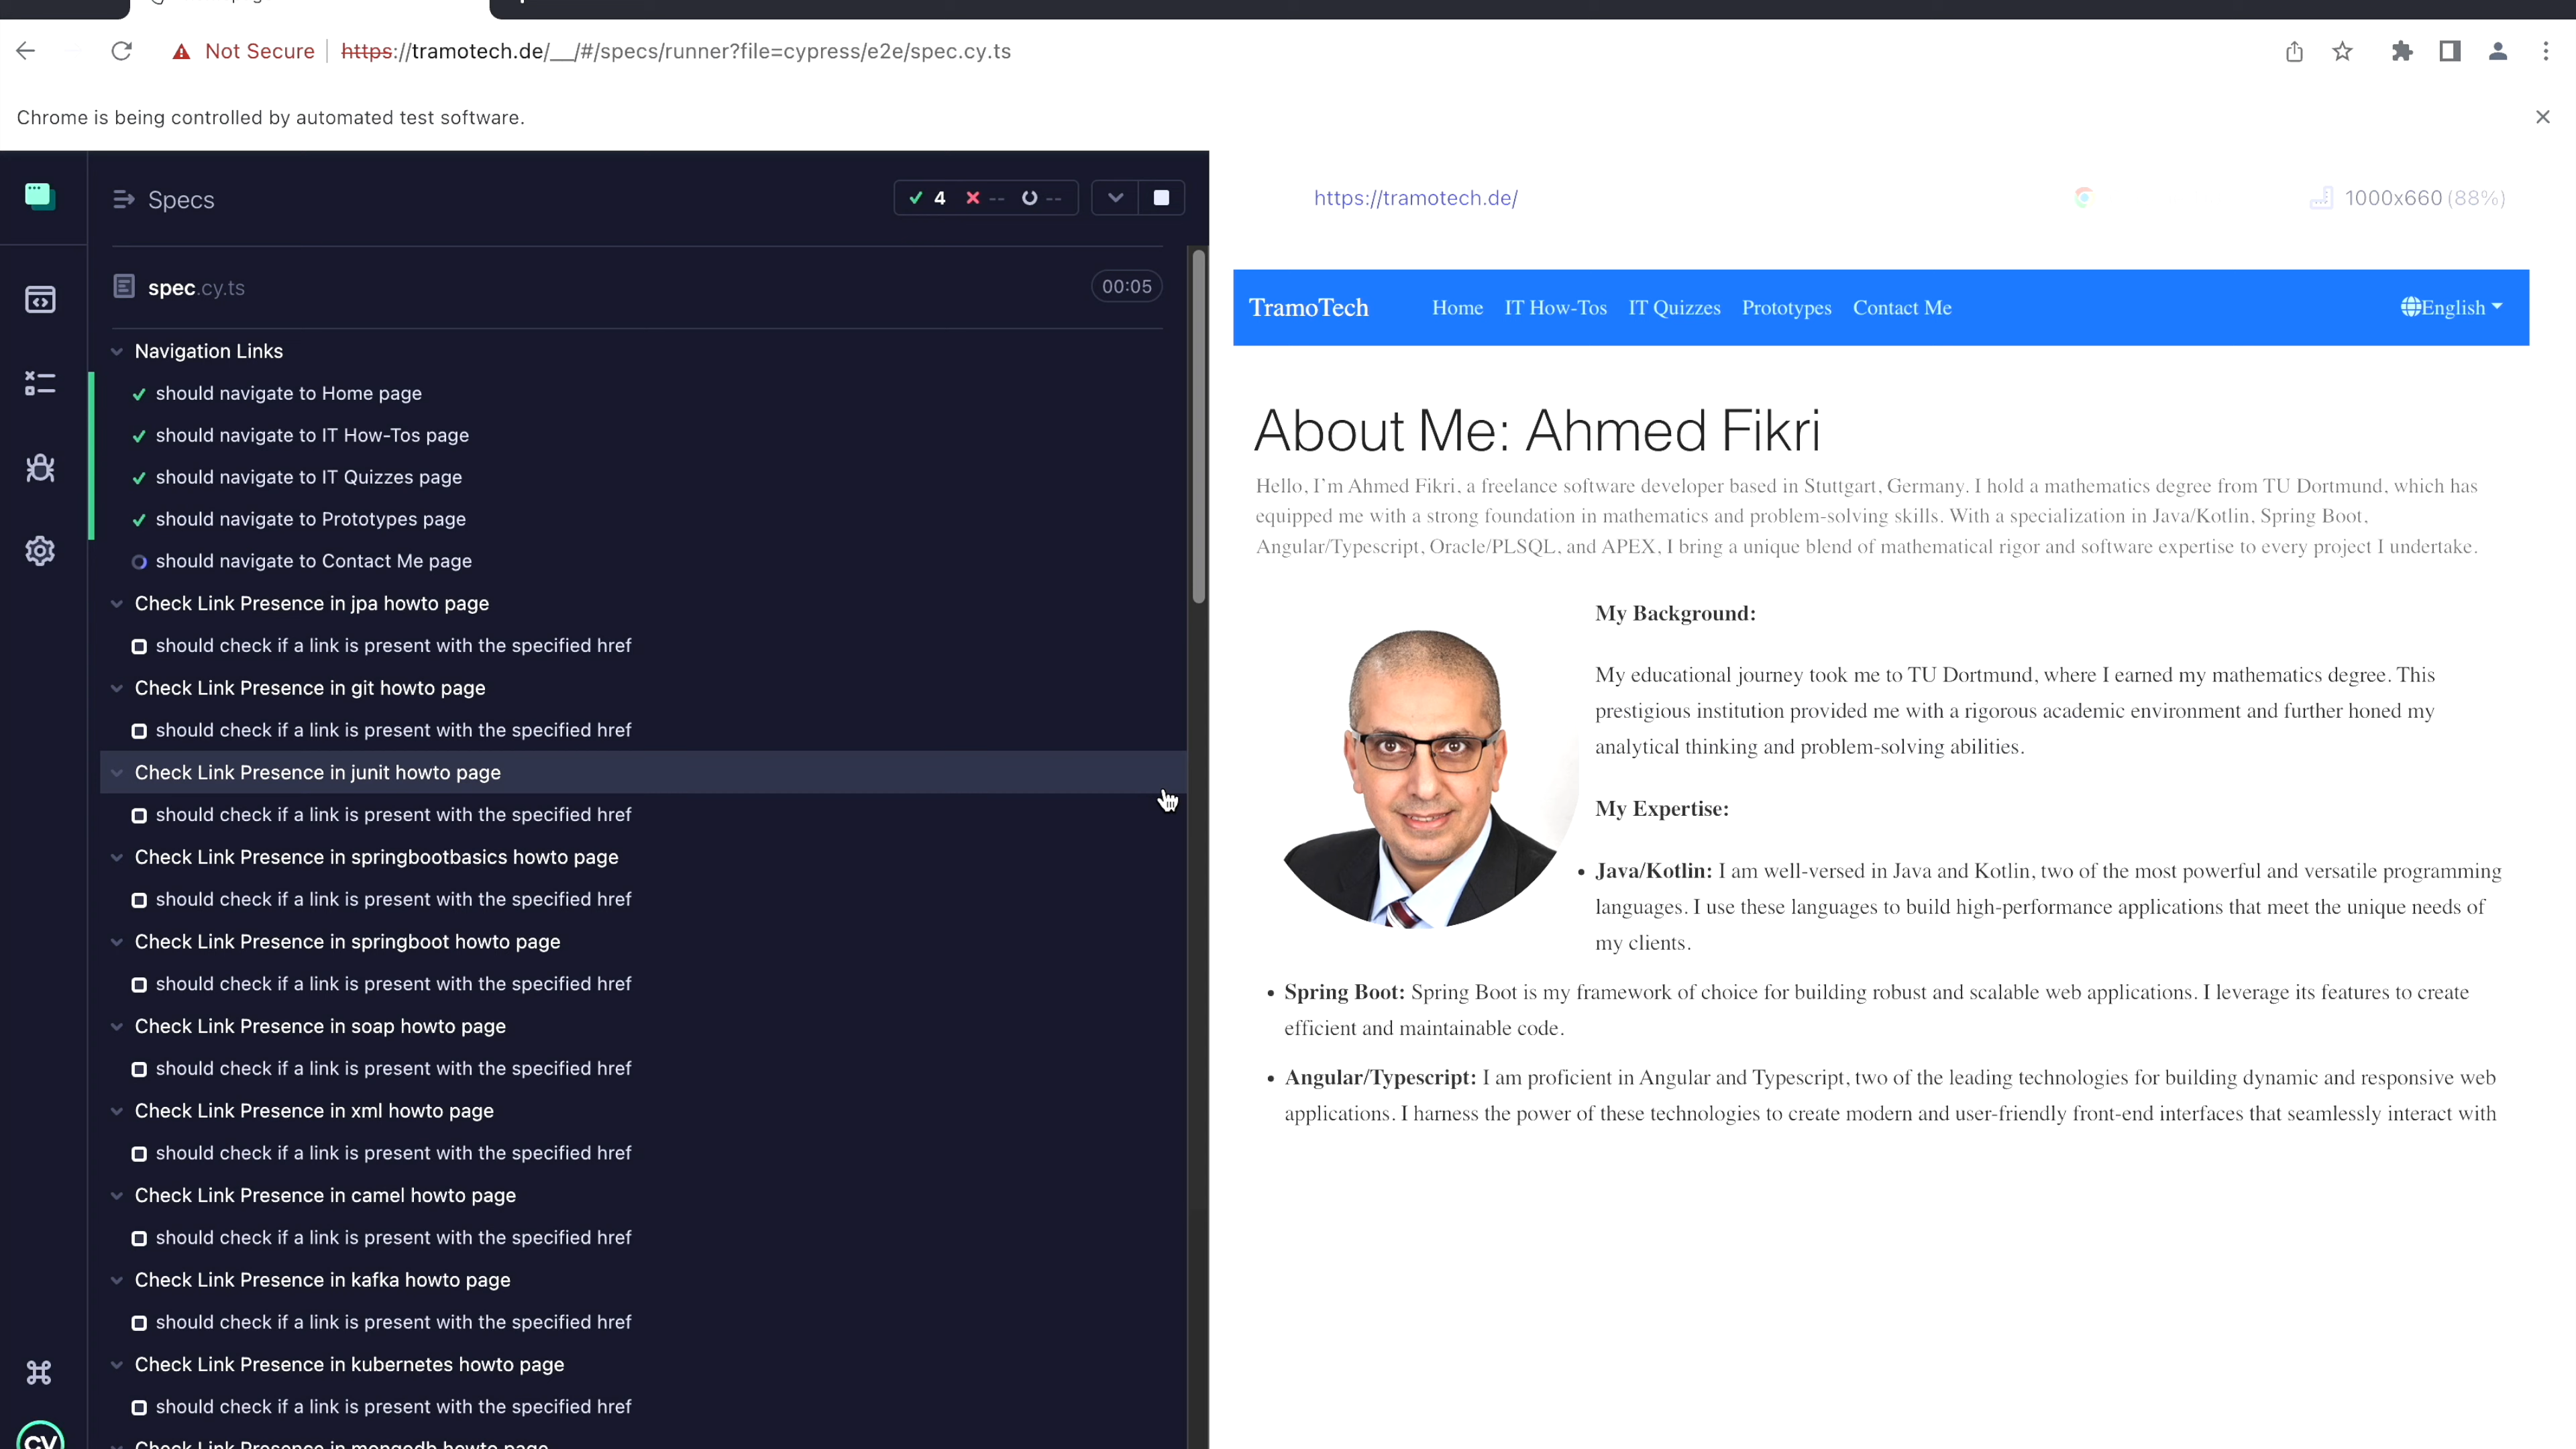 Not Secure
https://tramotech.de/__/#/specs/runner?file=cypress/e2e/spec.cy.ts
Chrome is being controlled by automated test software.
Specs
4 -- --
spec.cy.ts
00:05
Navigation Links
should navigate to Home page
should navigate to IT How-Tos page
should navigate to IT Quizzes page
should navigate to Prototypes page
should navigate to Contact Me page
Check Link Presence in jpa howto page
should check if a link is present with the specified href
Check Link Presence in git howto page
should check if a link is present with the specified href
Check Link Presence in junit howto page
should check if a link is present with the specified href
Check Link Presence in springbootbasics howto page
should check if a link is present with the specified href
Check Link Presence in springboot howto page
should check if a link is present with the specified href
Check Link Presence in soap howto page
should check if a link is present with the specified href
Check Link Presence in xml howto page
should check if a link is present with the specified href
Check Link Presence in camel howto page
should check if a link is present with the specified href
Check Link Presence in kafka howto page
should check if a link is present with the specified href
Check Link Presence in kubernetes howto page
should check if a link is present with the specified href
Check Link Presence in mongodb howto page
cy
https://tramotech.de/
1000x660 (88%)
TramoTech Home IT How-Tos IT Quizzes Prototypes Contact Me English
About Me: Ahmed Fikri
Hello, I'm Ahmed Fikri, a freelance software developer based in Stuttgart, Germany. I hold a mathematics degree from TU Dortmund, which has
equipped me with a strong foundation in mathematics and problem-solving skills. With a specialization in Java/Kotlin, Spring Boot,
Angular/Typescript, Oracle/PLSQL, and APEX, I bring a unique blend of mathematical rigor and software expertise to every project I undertake.
My Background:
My educational journey took me to TU Dortmund, where I earned my mathematics degree. This
prestigious institution provided me with a rigorous academic environment and further honed my
analytical thinking and problem-solving abilities.
My Expertise:
• Java/Kotlin: I am well-versed in Java and Kotlin, two of the most powerful and versatile programming
languages. I use these languages to build high-performance applications that meet the unique needs of
my clients.
• Spring Boot: Spring Boot is my framework of choice for building robust and scalable web applications. I leverage its features to create
efficient and maintainable code.
• Angular/Typescript: I am proficient in Angular and Typescript, two of the leading technologies for building dynamic and responsive web
applications. I harness the power of these technologies to create modern and user-friendly front-end interfaces that seamlessly interact with